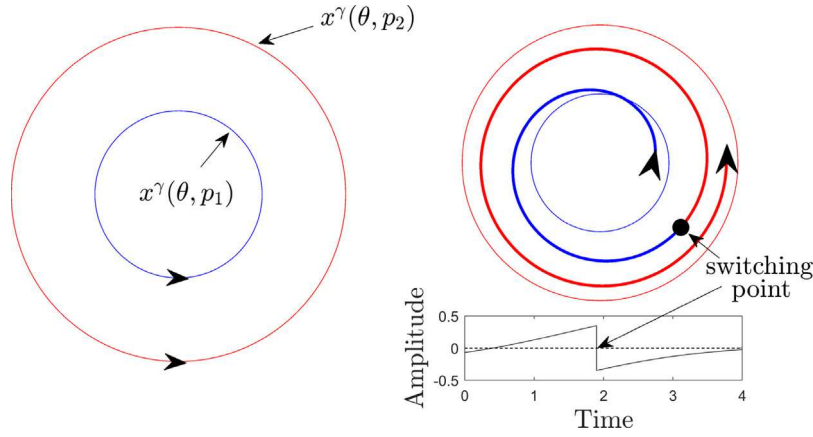 x^γ(θ, p₂)
x^γ(θ, p₁)
switching
point
Amplitude
0.5
0
-0.5
0 1 2 3 4
Time